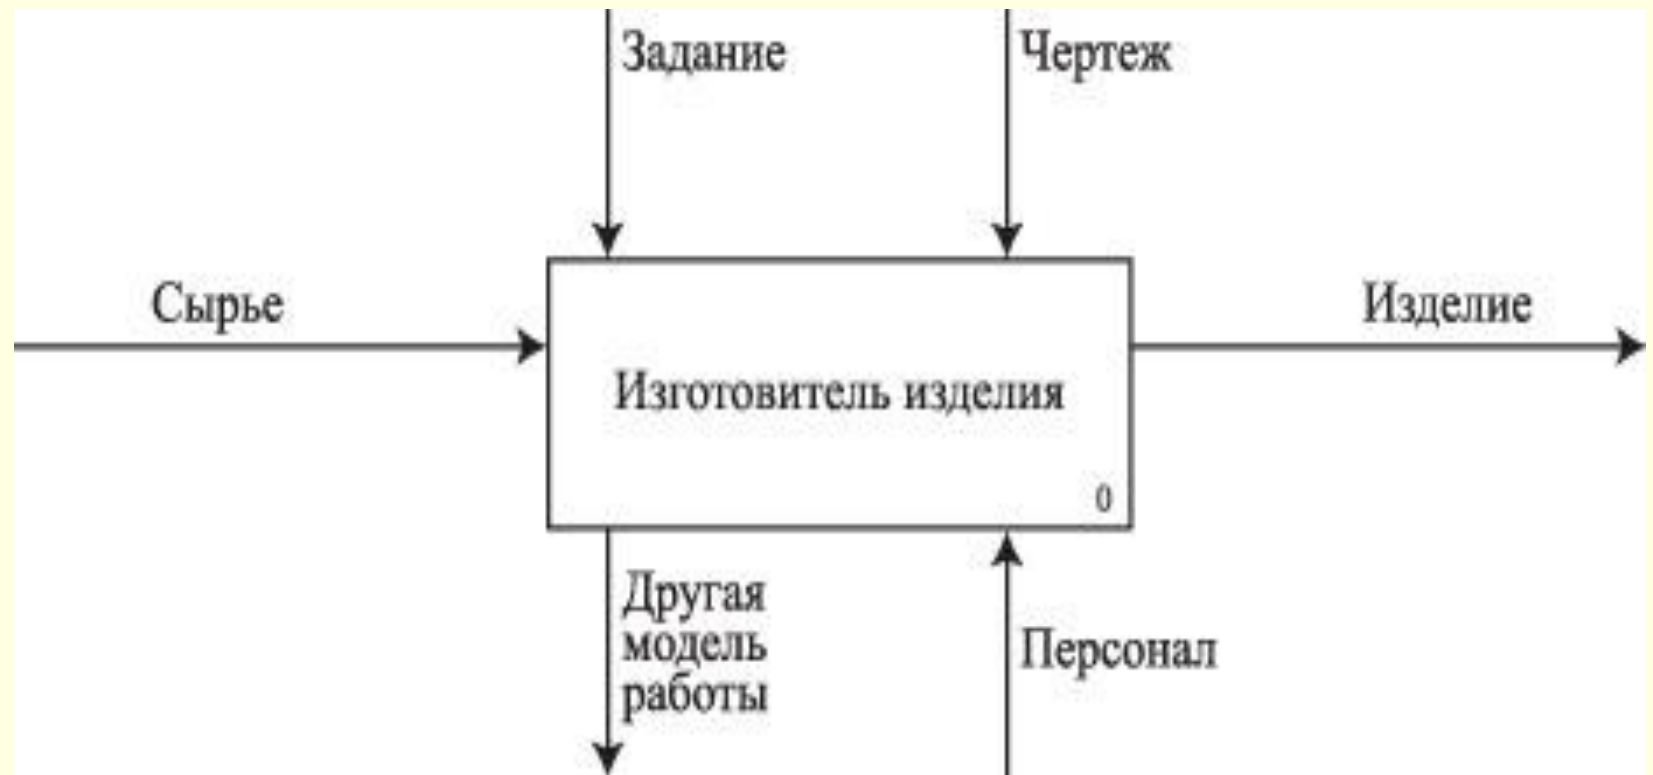 Задание
Чертеж
Сырье
Изделие
Изготовитель изделия
0
Другая
модель
работы
Персонал